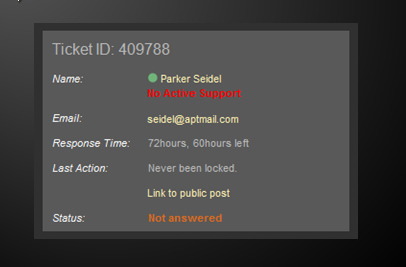 Ticket ID: 409788
Name: Parker Seidel
No Active Support
Email: seidel@aptmail.com
Response Time: 72hours, 60hours left
Last Action: Never been locked.
Link to public post
Status: Not answered